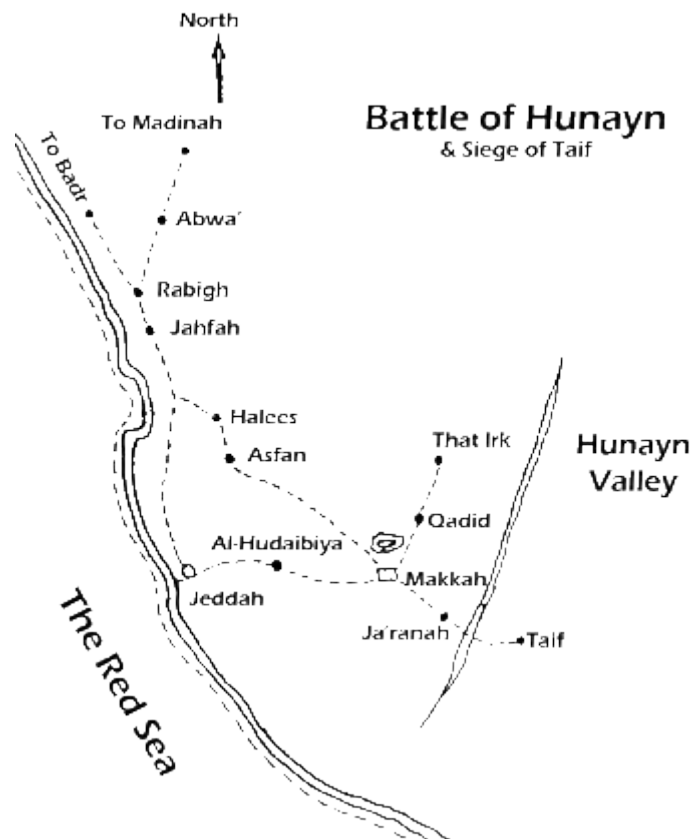 North
Battle of Hunayn
& Siege of Taif
To Madinah
To Badr
Abwa'
Rabigh
Jahfah
Halees
Asfan
That Irk
Hunayn
Valley
Qadid
Al-Hudaibiya
Makkah
Jeddah
Ja'ranah
Taif
The Red Sea